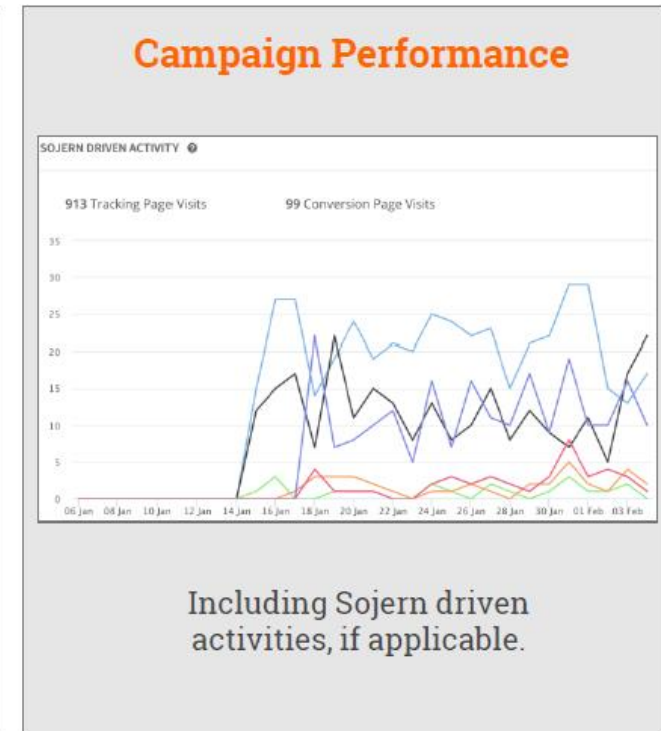 Campaign Performance
SOJERN DRIVEN ACTIVITY
913 Tracking Page Visits 99 Conversion Page Visits
35
30
25
20
15
10
5
0
06 Jan 08 Jan 10 Jan 12 Jan 14 Jan 16 Jan 18 Jan 20 Jan 22 Jan 24 Jan 26 Jan 28 Jan 30 Jan 01 Feb 03 Feb
Including Sojern driven
activities, if applicable.